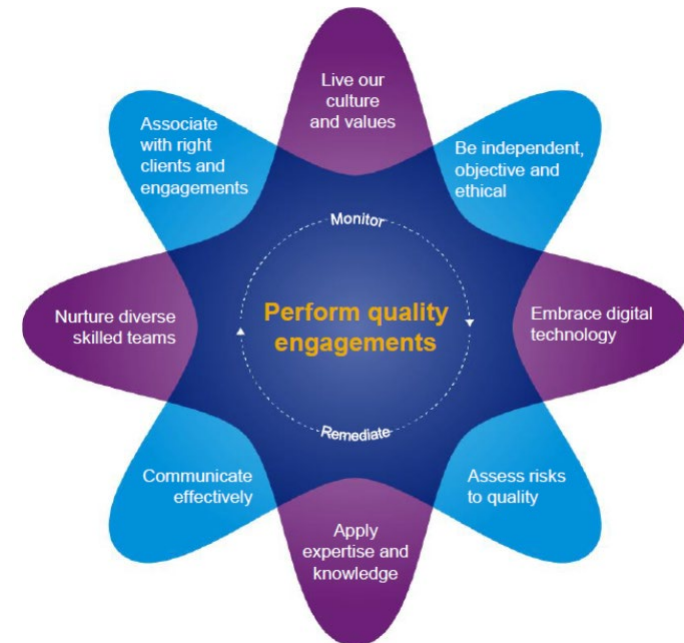 Live our
culture
and values
Be independent,
objective and
ethical
Embrace digital
technology
Assess risks
to quality
Apply
expertise and
knowledge
Communicate
effectively
Nurture diverse
skilled teams
Associate
with right
clients and
engagements
Monitor
Perform quality
engagements
Remediate